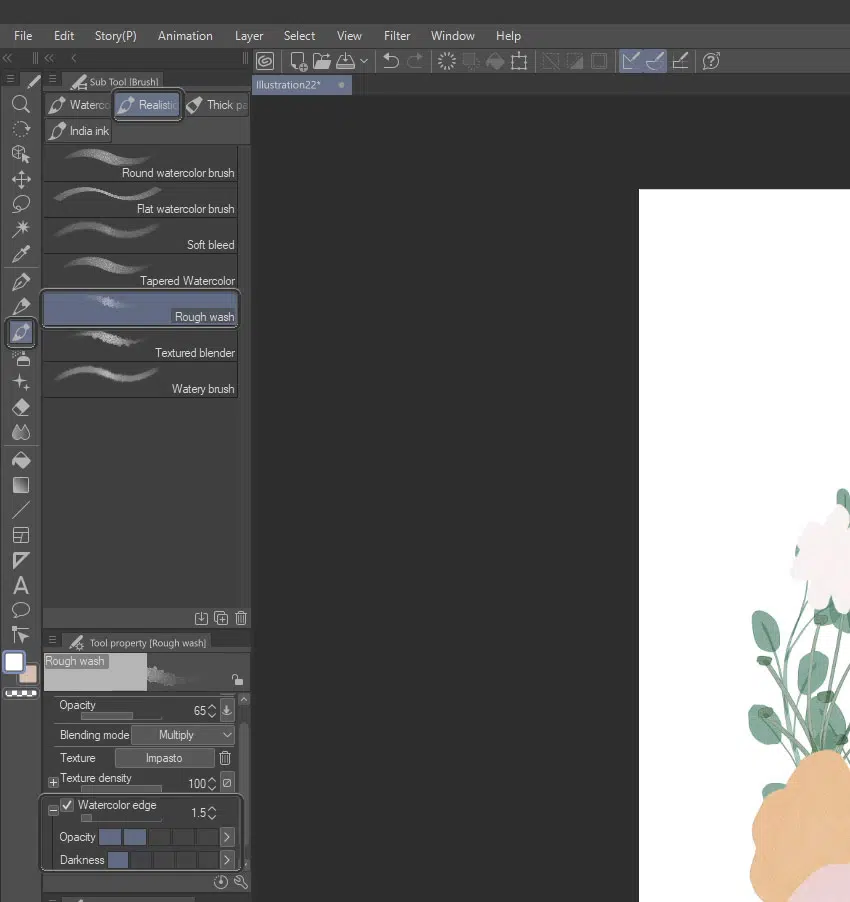 File Edit Story(P) Animation Layer Select View Filter Window Help
Sub Tool [Brush]
Illustration22*
Waterco Realistic Thick pa
India ink
Round watercolor brush
Flat watercolor brush
Soft bleed
Tapered Watercolor
Rough wash
Textured blender
Watery brush
Tool property [Rough wash]
Rough wash
Opacity 65
Blending mode Multiply
Texture Impasto
Texture density 100
Watercolor edge 1.5
Opacity
Darkness